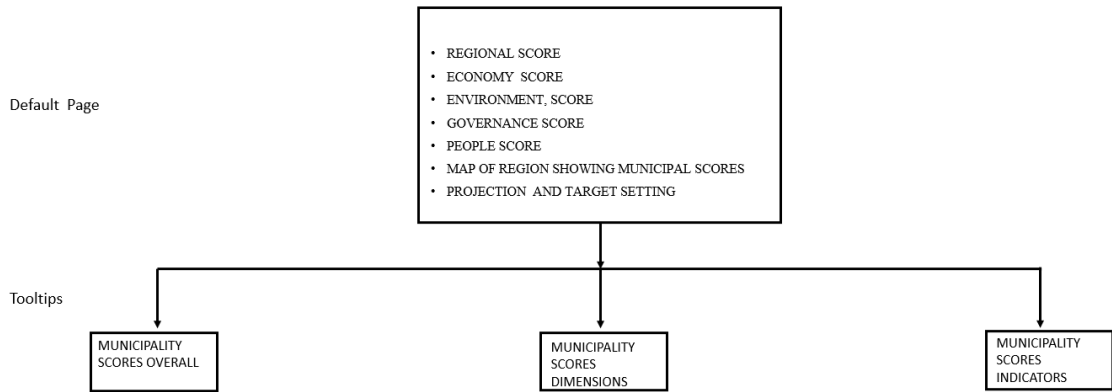 • REGIONAL SCORE
• ECONOMY SCORE
• ENVIRONMENT, SCORE
• GOVERNANCE SCORE
• PEOPLE SCORE
• MAP OF REGION SHOWING MUNICIPAL SCORES
• PROJECTION AND TARGET SETTING
Default Page
Tooltips
MUNICIPALITY
SCORES OVERALL
MUNICIPALITY
SCORES
DIMENSIONS
MUNICIPALITY
SCORES
INDICATORS